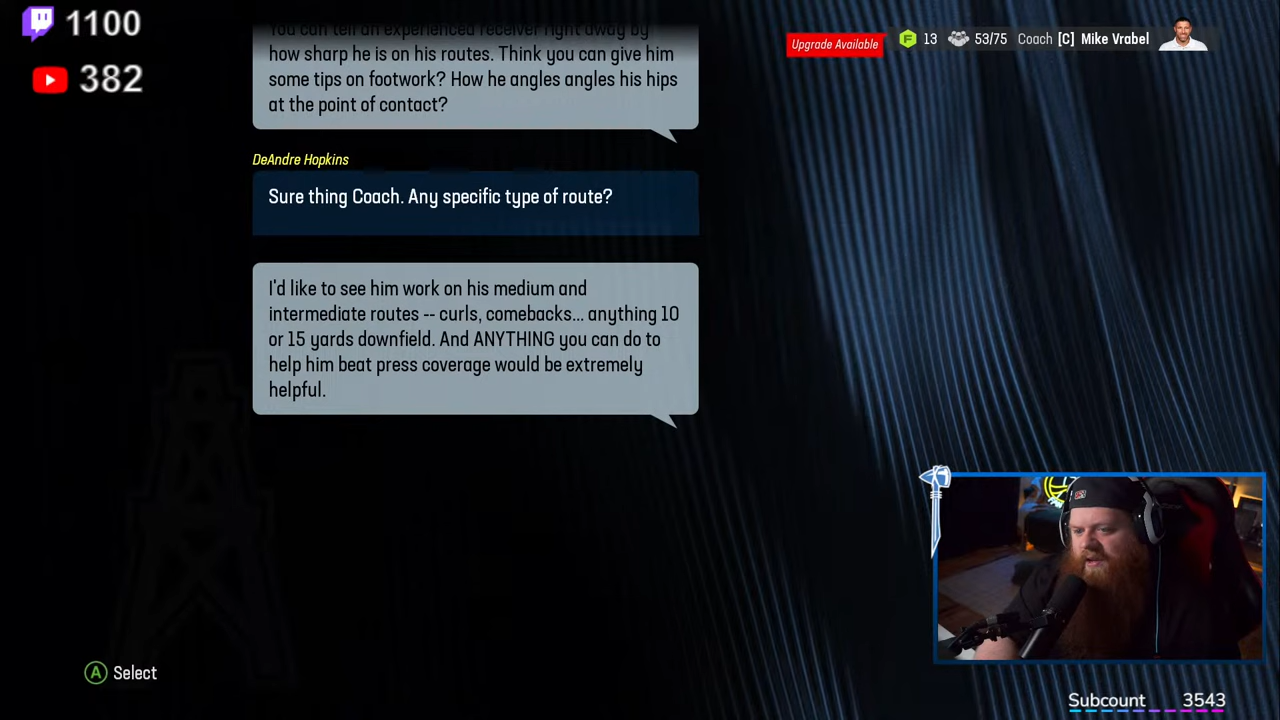 1100
382
You can tell an experienced receiver right away by
how sharp he is on his routes. Think you can give him
some tips on footwork? How he angles angles his hips
at the point of contact?
Upgrade Available
13
53/75
Coach [C] Mike Vrabel
DeAndre Hopkins
Sure thing Coach. Any specific type of route?
I'd like to see him work on his medium and
intermediate routes -- curls, comebacks... anything 10
or 15 yards downfield. And ANYTHING you can do to
help him beat press coverage would be extremely
helpful.
A Select
Subcount 3543